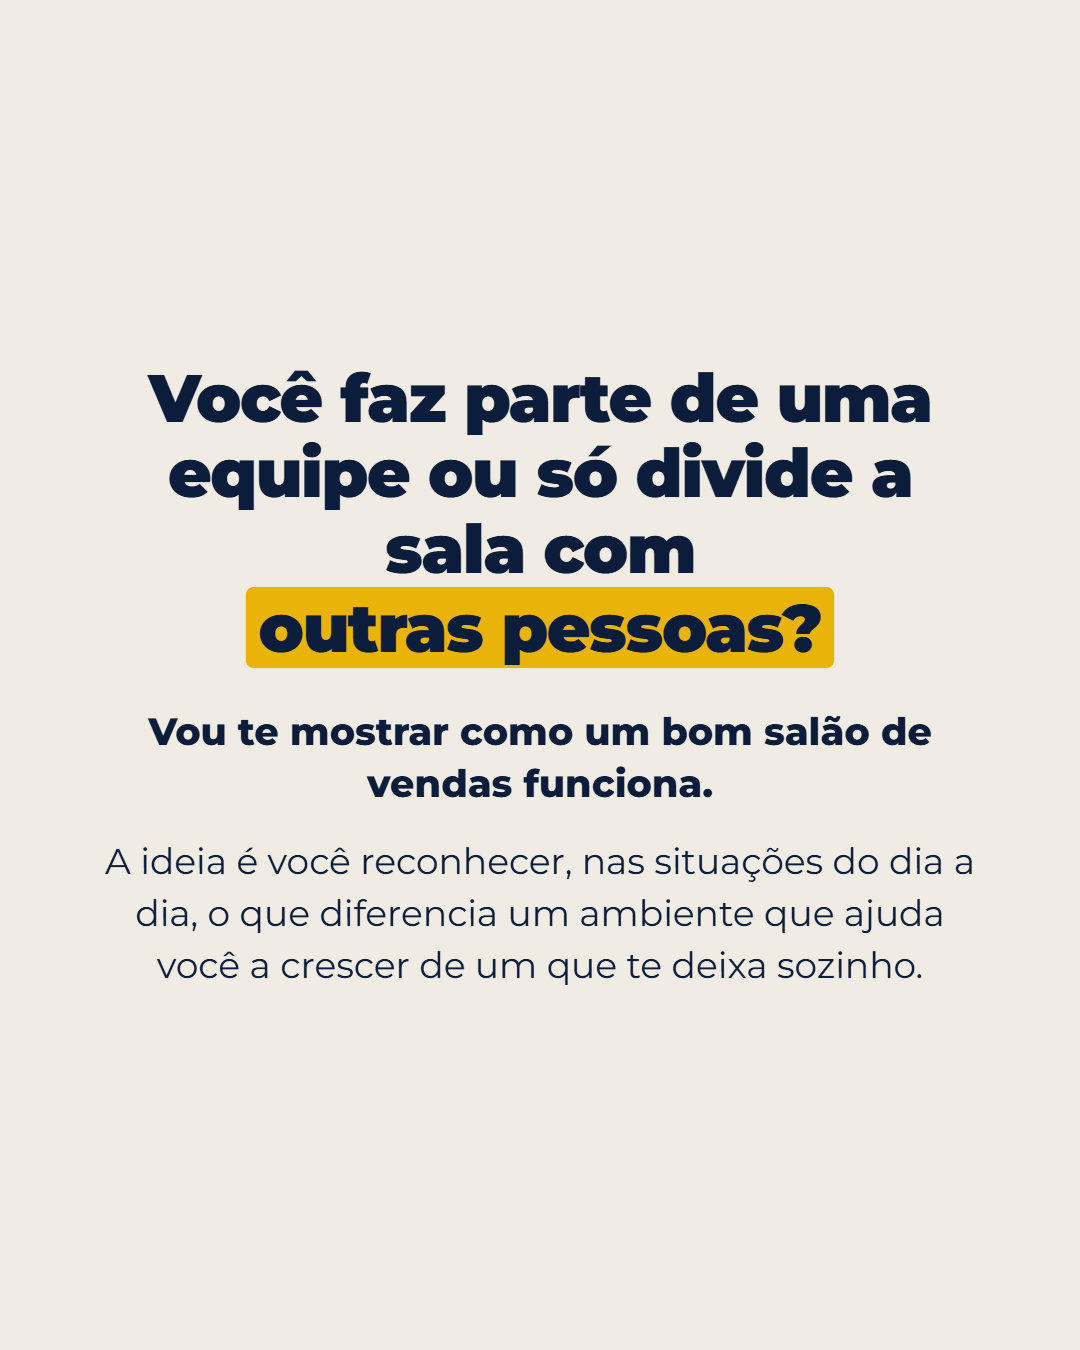 Você faz parte de uma
equipe ou só divide a
sala com
outras pessoas?
Vou te mostrar como um bom salão de
vendas funciona.
A ideia é você reconhecer, nas situações do dia a
dia, o que diferencia um ambiente que ajuda
você a crescer de um que te deixa sozinho.